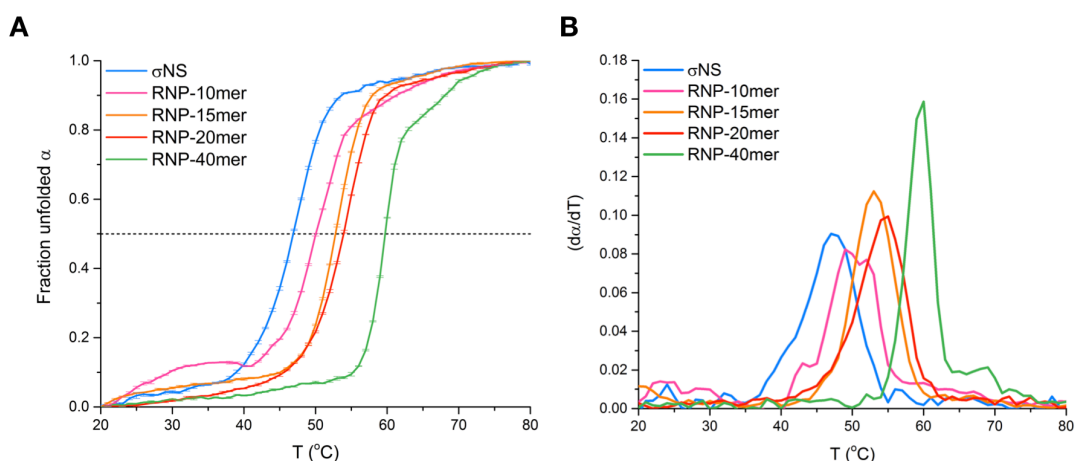 A
1.0
0.8
0.6
0.4
0.2
0.0
Fraction unfolded α
σNS
RNP-10mer
RNP-15mer
RNP-20mer
RNP-40mer
20 30 40 50 60 70 80
T (°C)
B
0.18
0.16
0.14
0.12
0.10
0.08
0.06
0.04
0.02
0.00
(dα/dT)
σNS
RNP-10mer
RNP-15mer
RNP-20mer
RNP-40mer
20 30 40 50 60 70 80
T (°C)